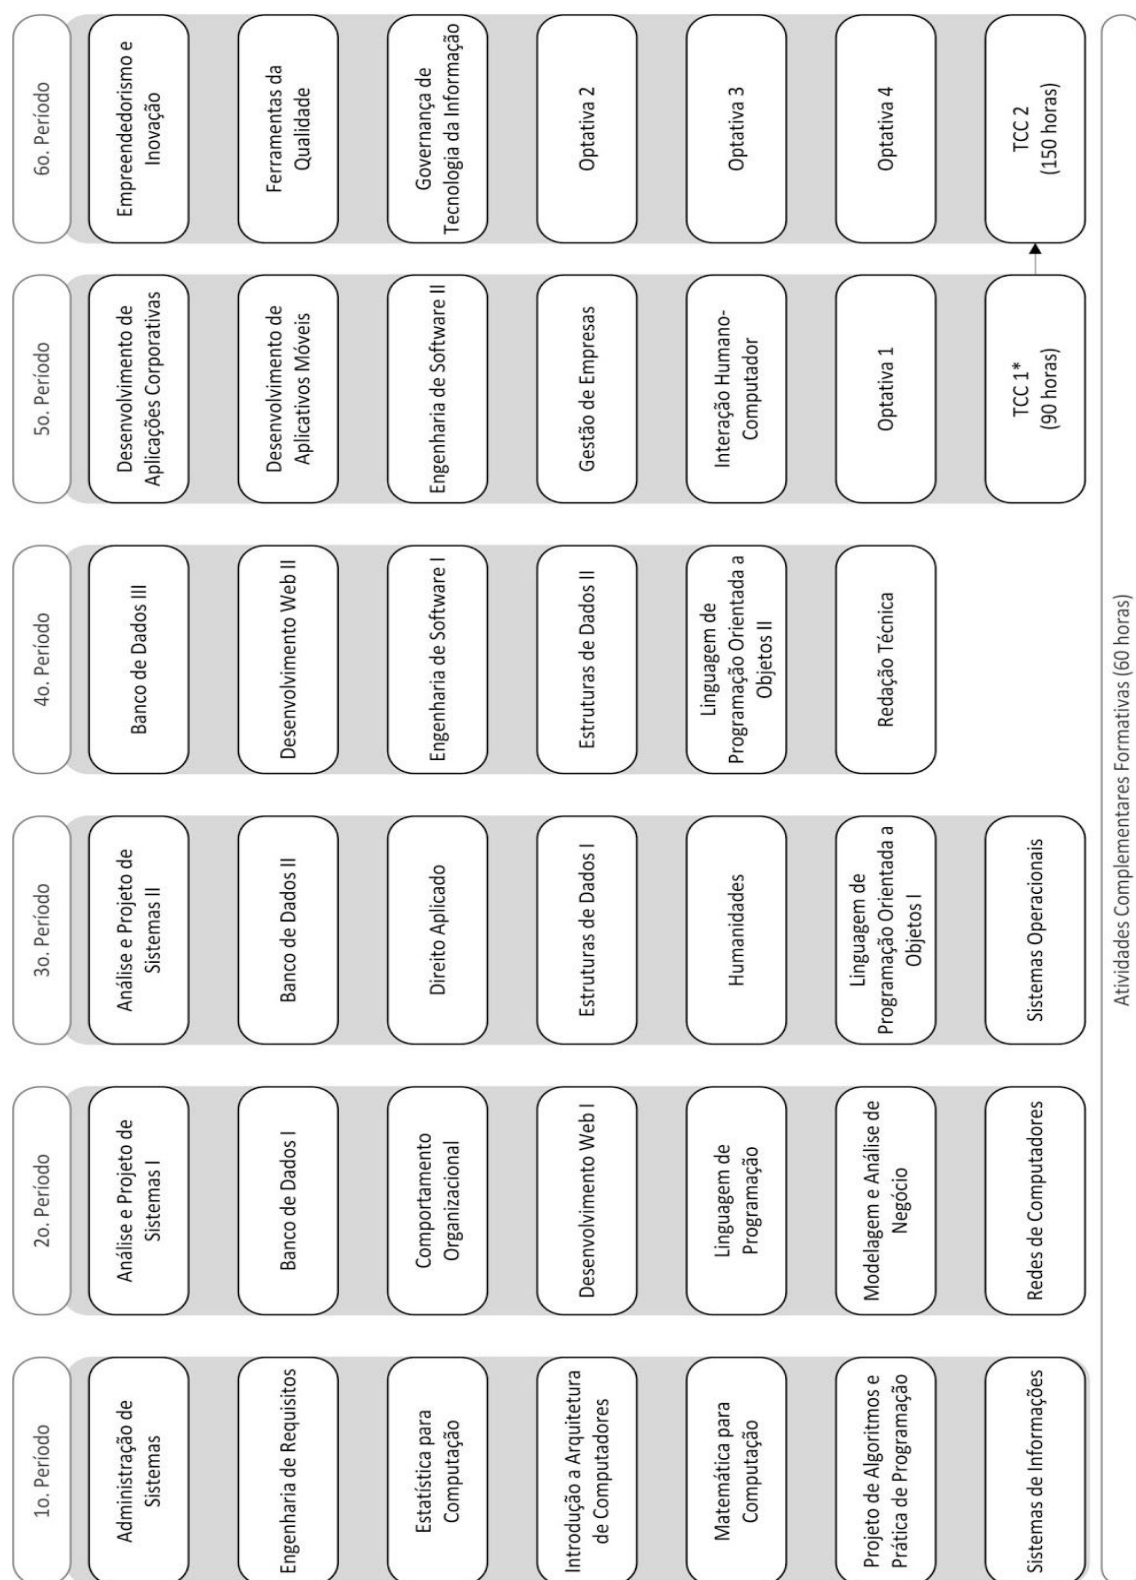 1o. Período
Administração de
Sistemas
Engenharia de Requisitos
Estatística para
Computação
Introdução a Arquitetura
de Computadores
Matemática para
Computação
Projeto de Algoritmos e
Prática de Programação
Sistemas de Informações
2o. Período
Análise e Projeto de
Sistemas I
Banco de Dados I
Comportamento
Organizacional
Desenvolvimento Web I
Linguagem de
Programação
Modelagem e Análise de
Negócio
Redes de Computadores
3o. Período
Análise e Projeto de
Sistemas II
Banco de Dados II
Direito Aplicado
Estruturas de Dados I
Humanidades
Linguagem de
Programação Orientada a
Objetos I
Sistemas Operacionais
4o. Período
Banco de Dados III
Desenvolvimento Web II
Engenharia de Software I
Estruturas de Dados II
Linguagem de
Programação Orientada a
Objetos II
Redação Técnica
5o. Período
Desenvolvimento de
Aplicações Corporativas
Desenvolvimento de
Aplicativos Móveis
Engenharia de Software II
Gestão de Empresas
Interação Humano-
Computador
Optativa 1
TCC 1*
(90 horas)
6o. Período
Empreendedorismo e
Inovação
Ferramentas da
Qualidade
Governança de
Tecnologia da Informação
Optativa 2
Optativa 3
Optativa 4
TCC 2
(150 horas)
Atividades Complementares Formativas (60 horas)